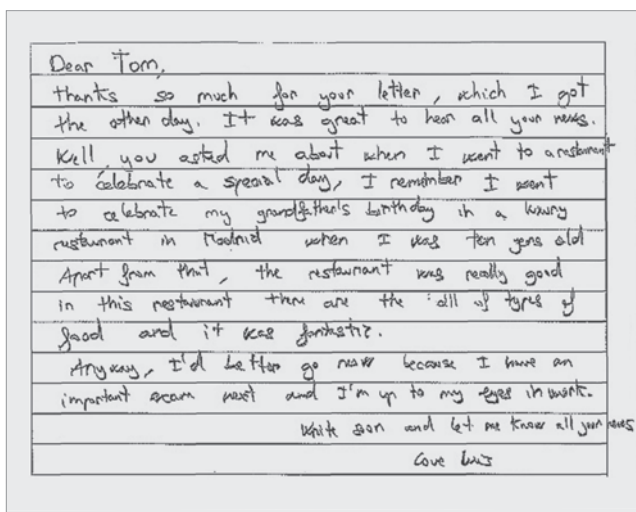 Dear Tom,
thanks so much for your letter, which I got
the other day. It was great to hear all your news.
Well, you asked me about when I went to a restaurant
to celebrate a special day, I remember I went
to celebrate my grandfather's birthday in a luxury
restaurant in Madrid when I was ten years old
Apart from that, the restaurant was really good
in this restaurant there are the all of types of
food and it was fantastic.
Anyway, I'd better go now because I have an
important exam next and I'm up to my eyes in work.
Write soon and let me know all your news
Love Luis